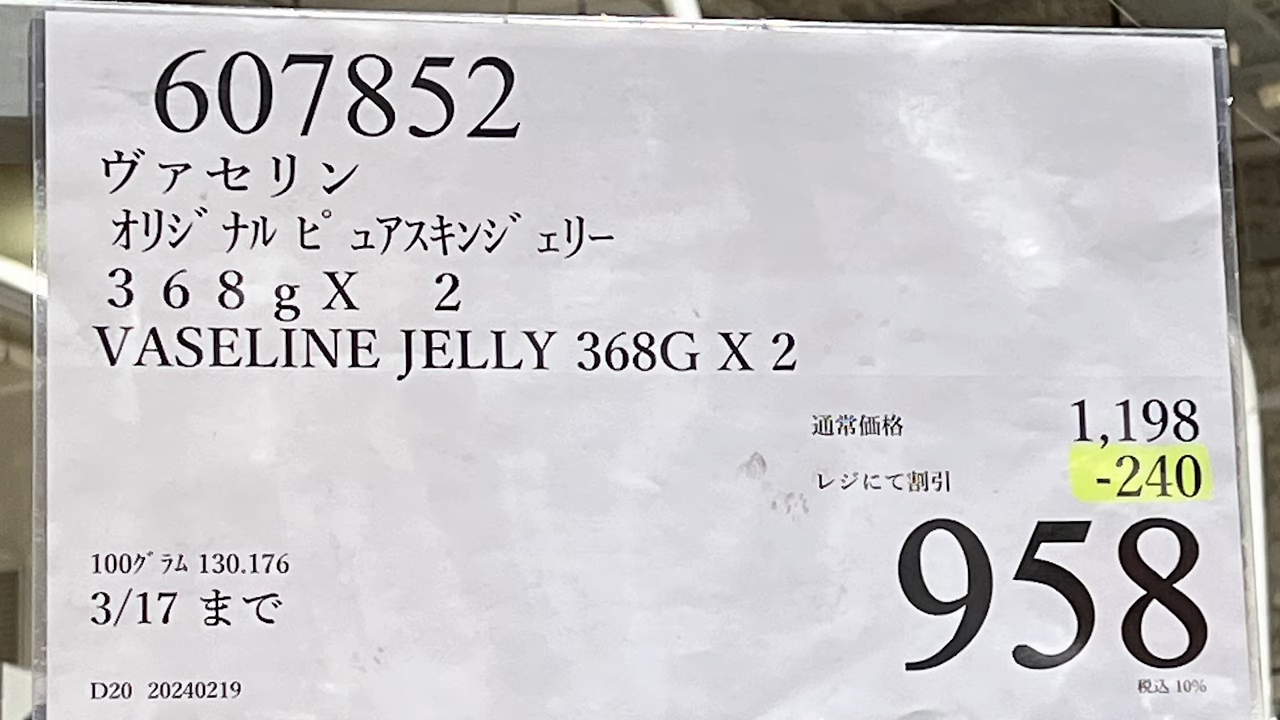 607852
ヴァセリン
ｵﾘｼﾞﾅﾙ ﾋﾟｭｱｽｷﾝｼﾞｪﾘｰ
３６８ｇＸ　２
VASELINE JELLY 368G X 2
通常価格 1,198
レジにて割引 -240
958
税込 10%
100ｸﾞﾗﾑ 130.176
3/17 まで
D20 20240219